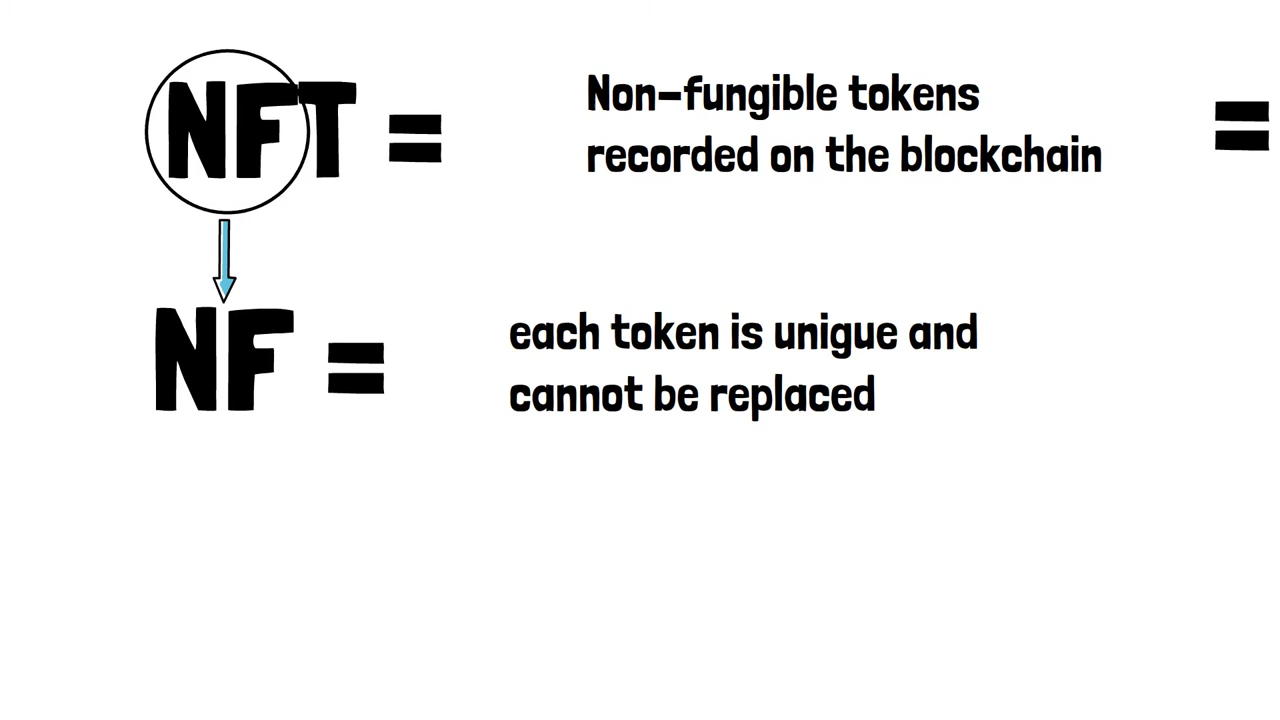 NFT =
Non-fungible tokens
recorded on the blockchain
=
NF =
each token is unigue and
cannot be replaced